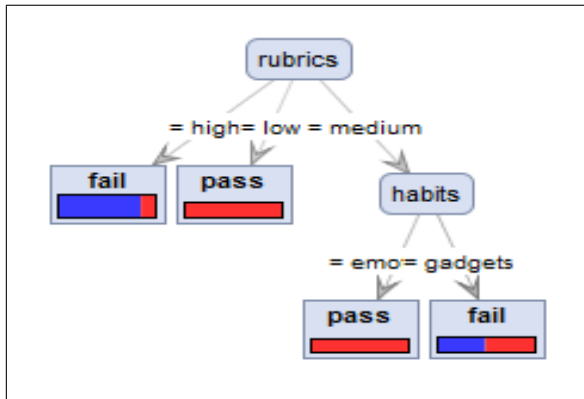 rubrics
= high= low = medium
fail pass
habits
= emo= gadgets
pass fail